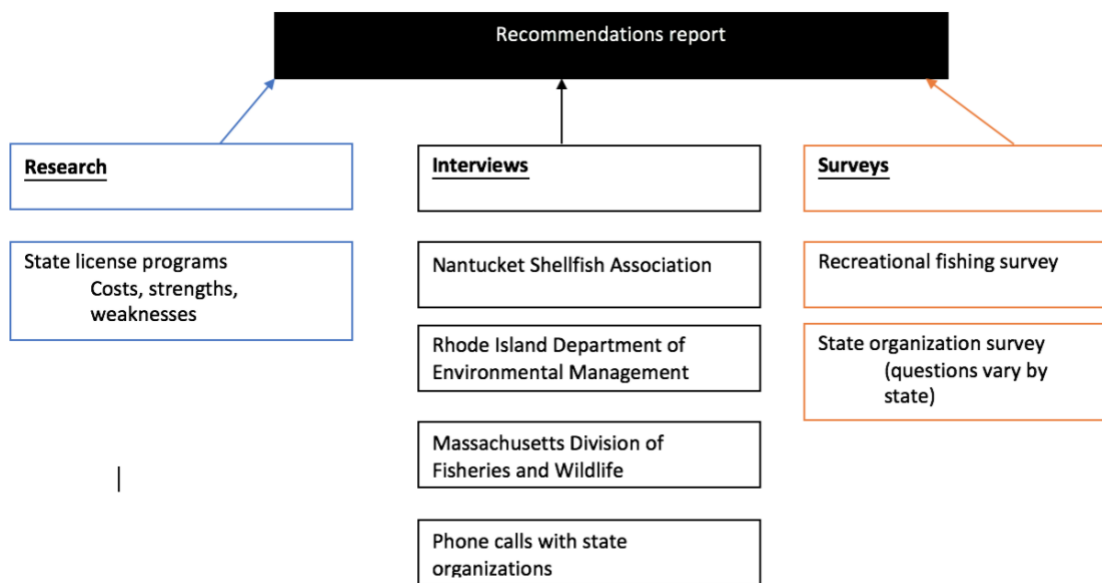 Recommendations report
Research
State license programs
Costs, strengths,
weaknesses
Interviews
Nantucket Shellfish Association
Rhode Island Department of
Environmental Management
Massachusetts Division of
Fisheries and Wildlife
Phone calls with state
organizations
Surveys
Recreational fishing survey
State organization survey
(questions vary by
state)